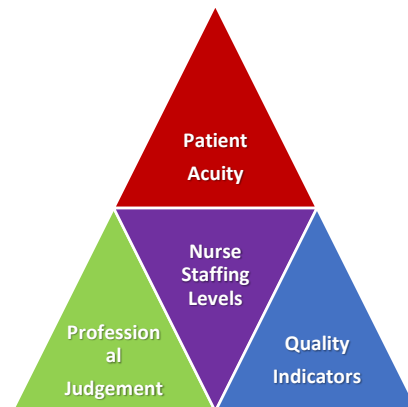 Patient
Acuity
Nurse
Staffing
Levels
Profession
al
Judgement
Quality
Indicators